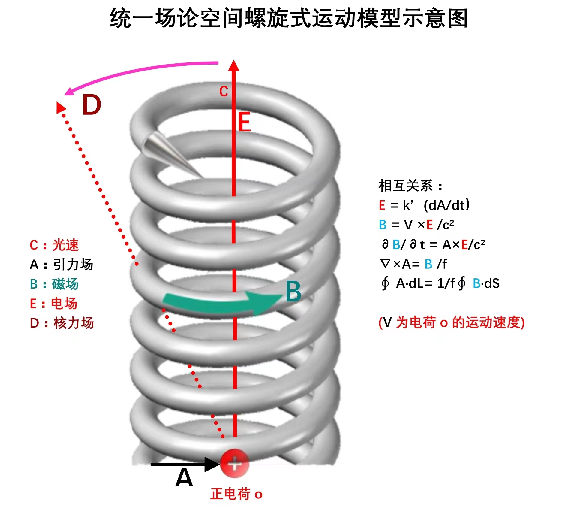 统一场论空间螺旋式运动模型示意图
C
E
D
相互关系：
E = k’ (dA/dt)
B = V ×E /c²
∂ B/ ∂ t = A×E/c²
▽ ×A= B /f
∮ A·dL= 1/f∮ B·dS
(V 为电荷 o 的运动速度)
C：光速
A：引力场
B：磁场
E：电场
D：核力场
B
A
+
正电荷 o